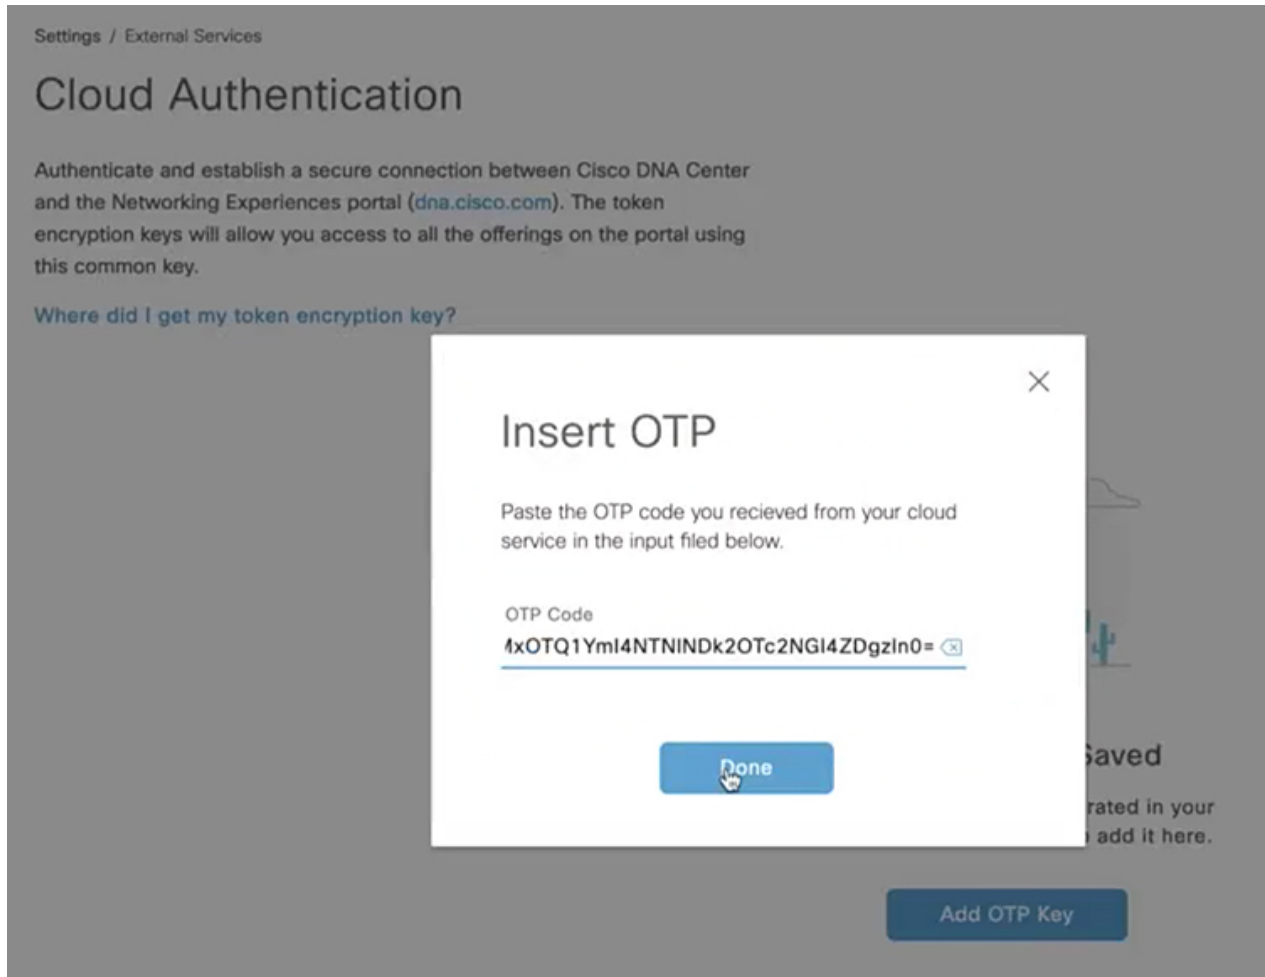 Settings / External Services
Cloud Authentication
Authenticate and establish a secure connection between Cisco DNA Center
and the Networking Experiences portal (dna.cisco.com). The token
encryption keys will allow you access to all the offerings on the portal using
this common key.
Where did I get my token encryption key?
Insert OTP
Paste the OTP code you recieved from your cloud
service in the input filed below.
OTP Code
xOTQ1YmI4NTNlNDk2OTc2NGI4ZDgzIn0=
Done
Saved
rated in your
add it here.
Add OTP Key